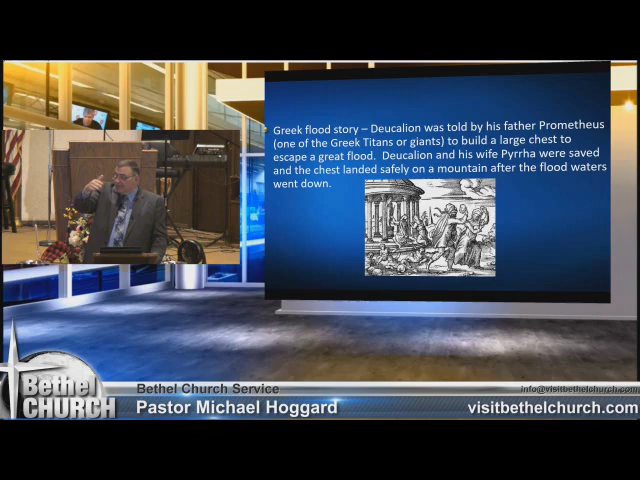 Greek flood story – Deucalion was told by his father Prometheus
(one of the Greek Titans or giants) to build a large chest to
escape a great flood.  Deucalion and his wife Pyrrha were saved
and the chest landed safely on a mountain after the flood waters
went down.
Bethel
CHURCH
Bethel Church Service
info@visitbethelchurch.com
Pastor Michael Hoggard
visitbethelchurch.com